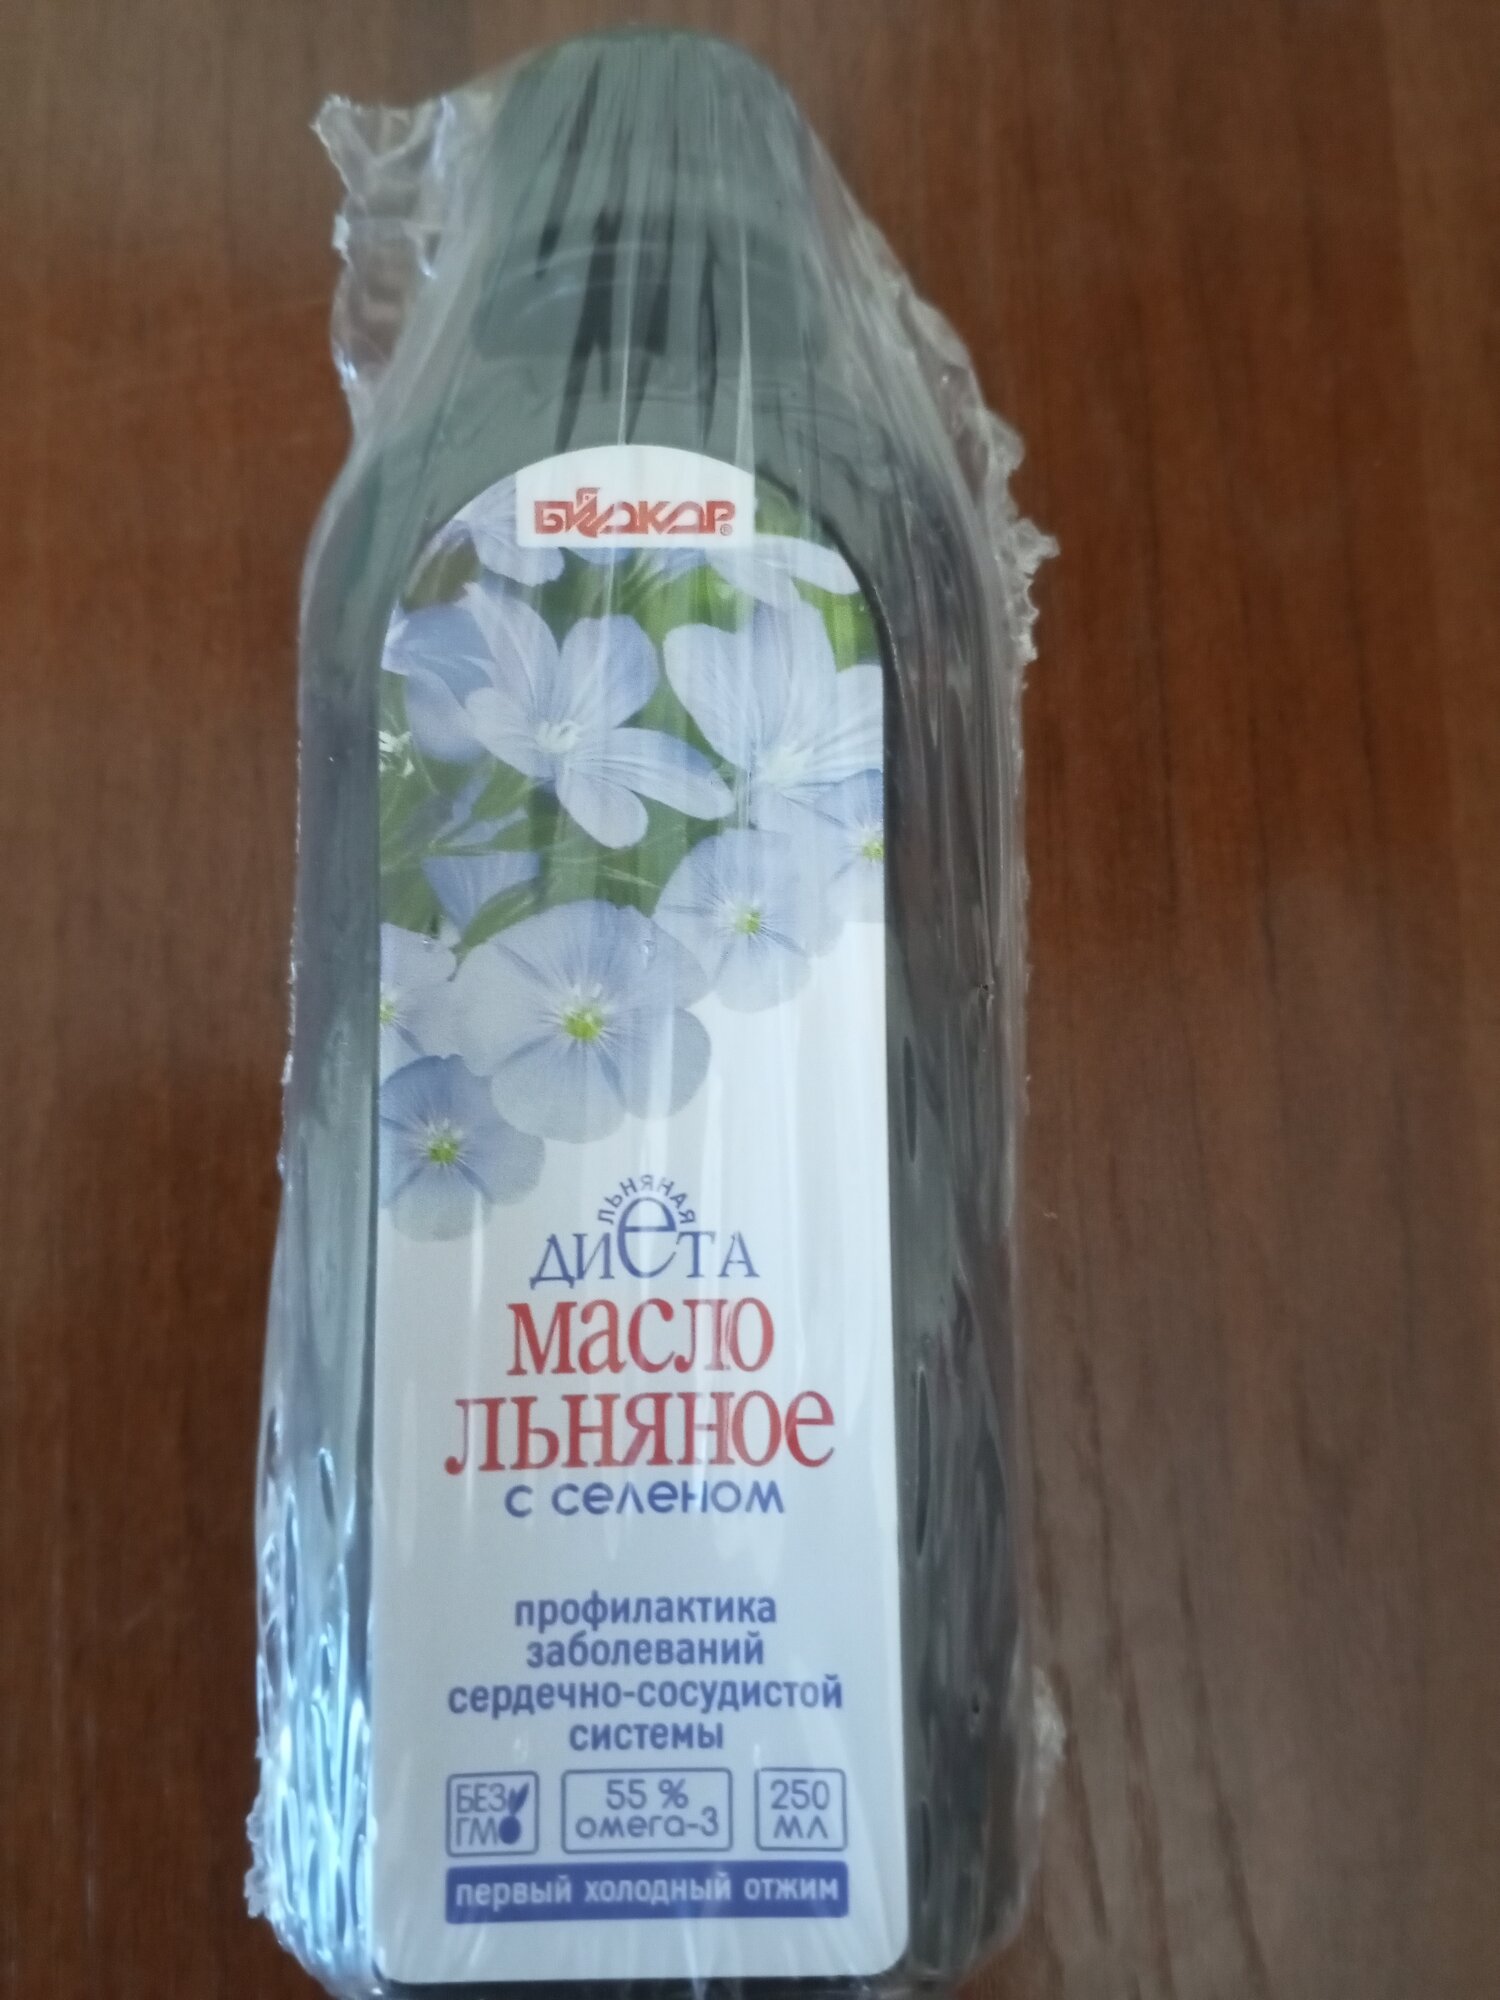 БИОКОР®
ЛЬНЯНАЯ
ДИЕТА
МАСЛО
ЛЬНЯНОЕ
С СЕЛЕНОМ
профилактика
заболеваний
сердечно-сосудистой
системы
БЕЗ
ГМО
55 %
омега-3
250
МЛ
первый холодный отжим